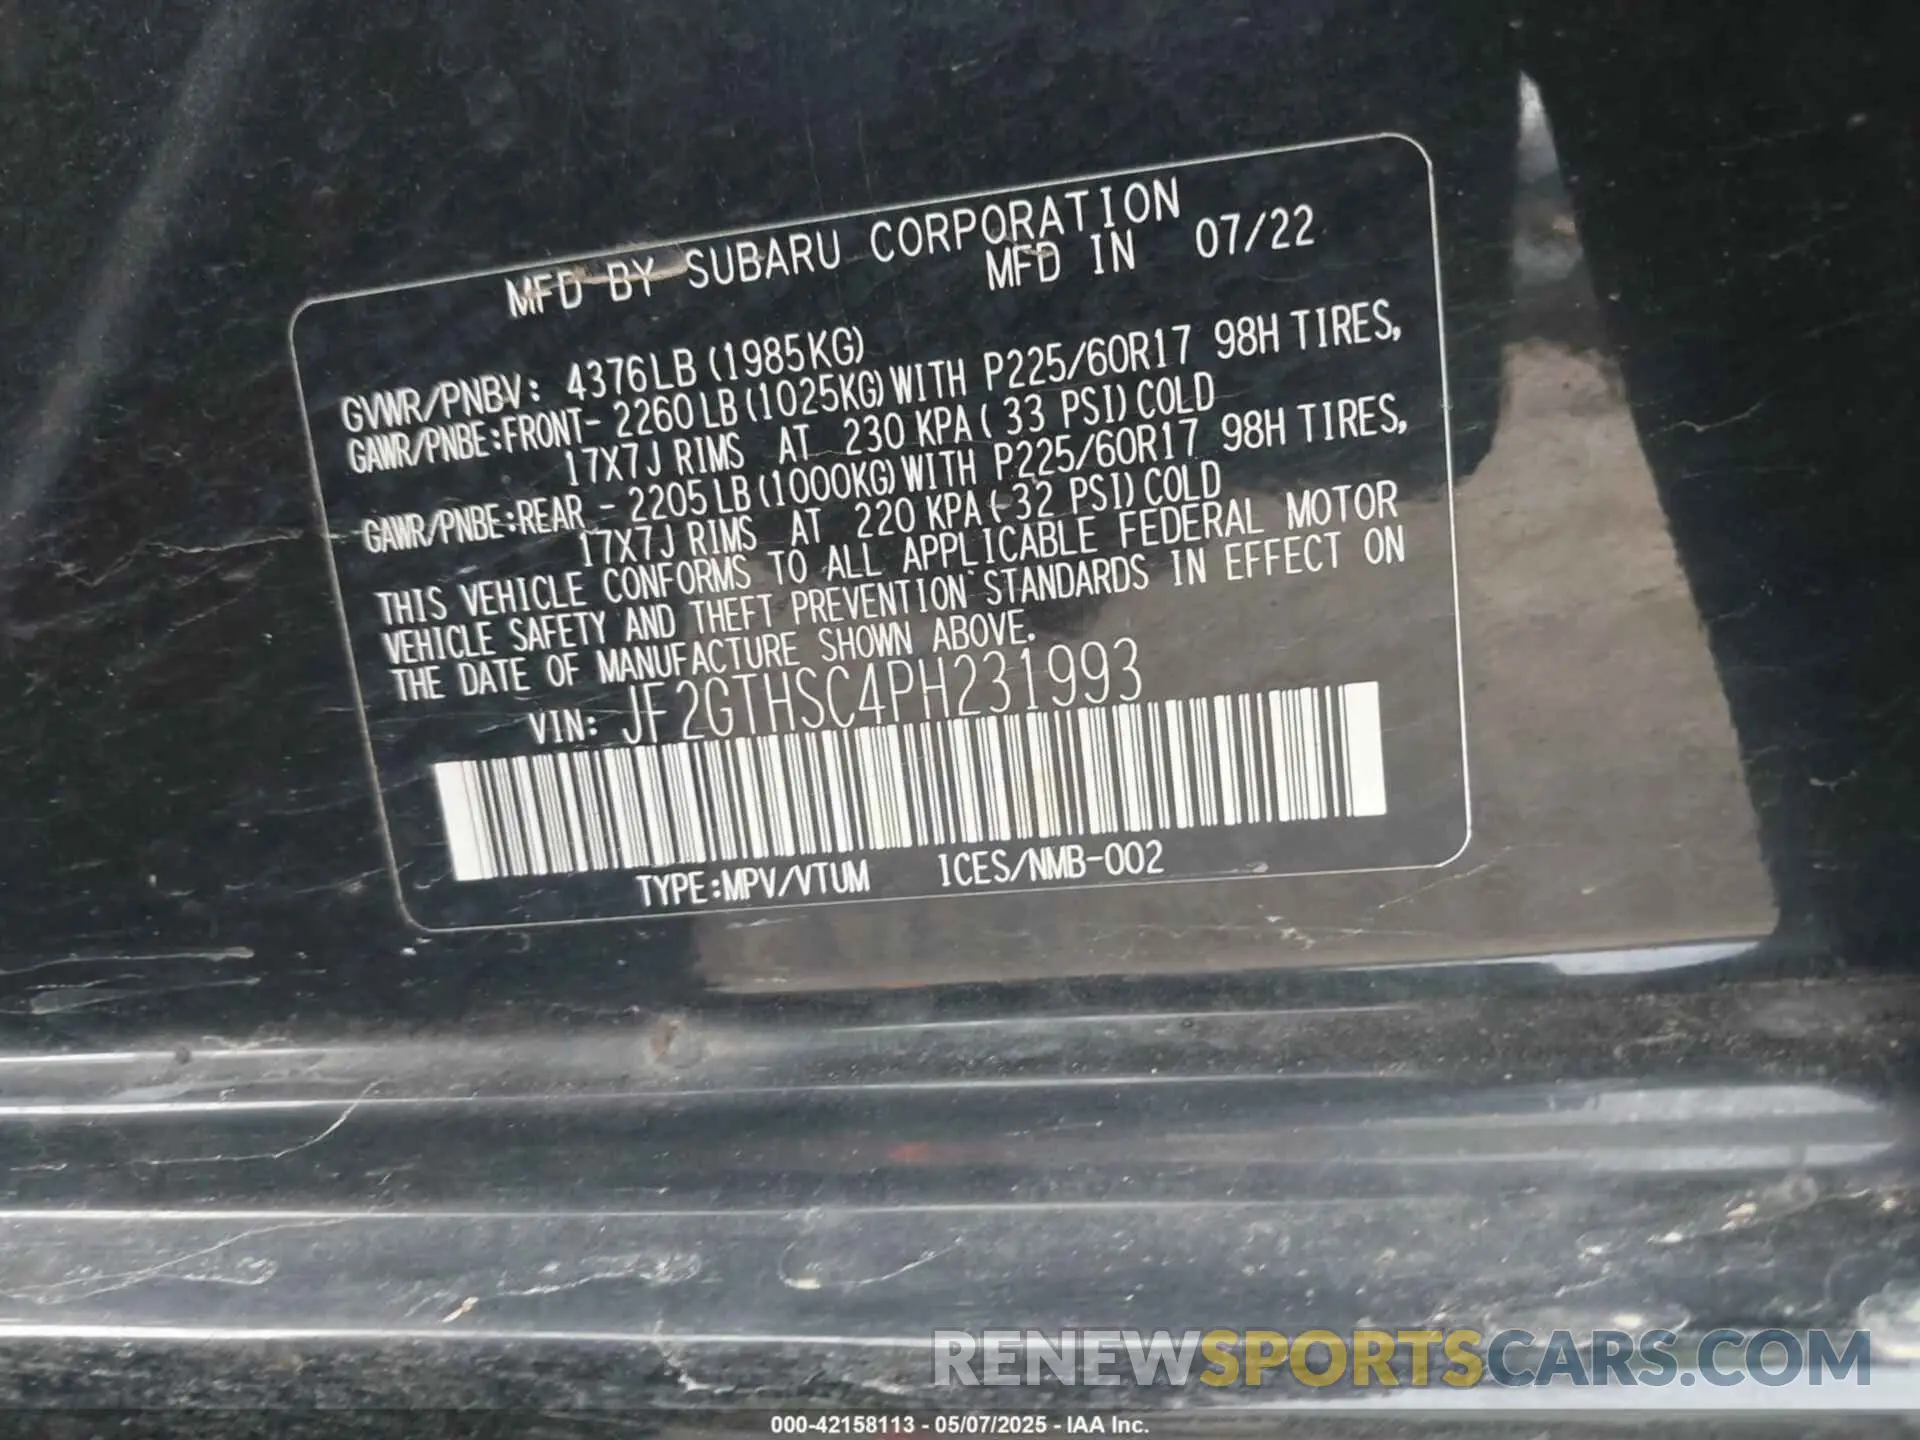 MFD BY SUBARU CORPORATION
MFD IN 07/22
GVWR/PNBV: 4376LB (1985KG)
GAWR/PNBE:FRONT- 2260LB(1025KG)WITH P225/60R17 98H TIRES,
17X7J RIMS AT 230 KPA( 33 PSI)COLD
GAWR/PNBE:REAR - 2205LB(1000KG)WITH P225/60R17 98H TIRES,
17X7J RIMS AT 220 KPA( 32 PSI)COLD
THIS VEHICLE CONFORMS TO ALL APPLICABLE FEDERAL MOTOR
VEHICLE SAFETY AND THEFT PREVENTION STANDARDS IN EFFECT ON
THE DATE OF MANUFACTURE SHOWN ABOVE.
VIN: JF2GTHSC4PH231993
TYPE:MPV/VTUM ICES/NMB-002
RENEWSPORTSCARS.COM
000-42158113 - 05/07/2025 - IAA Inc.